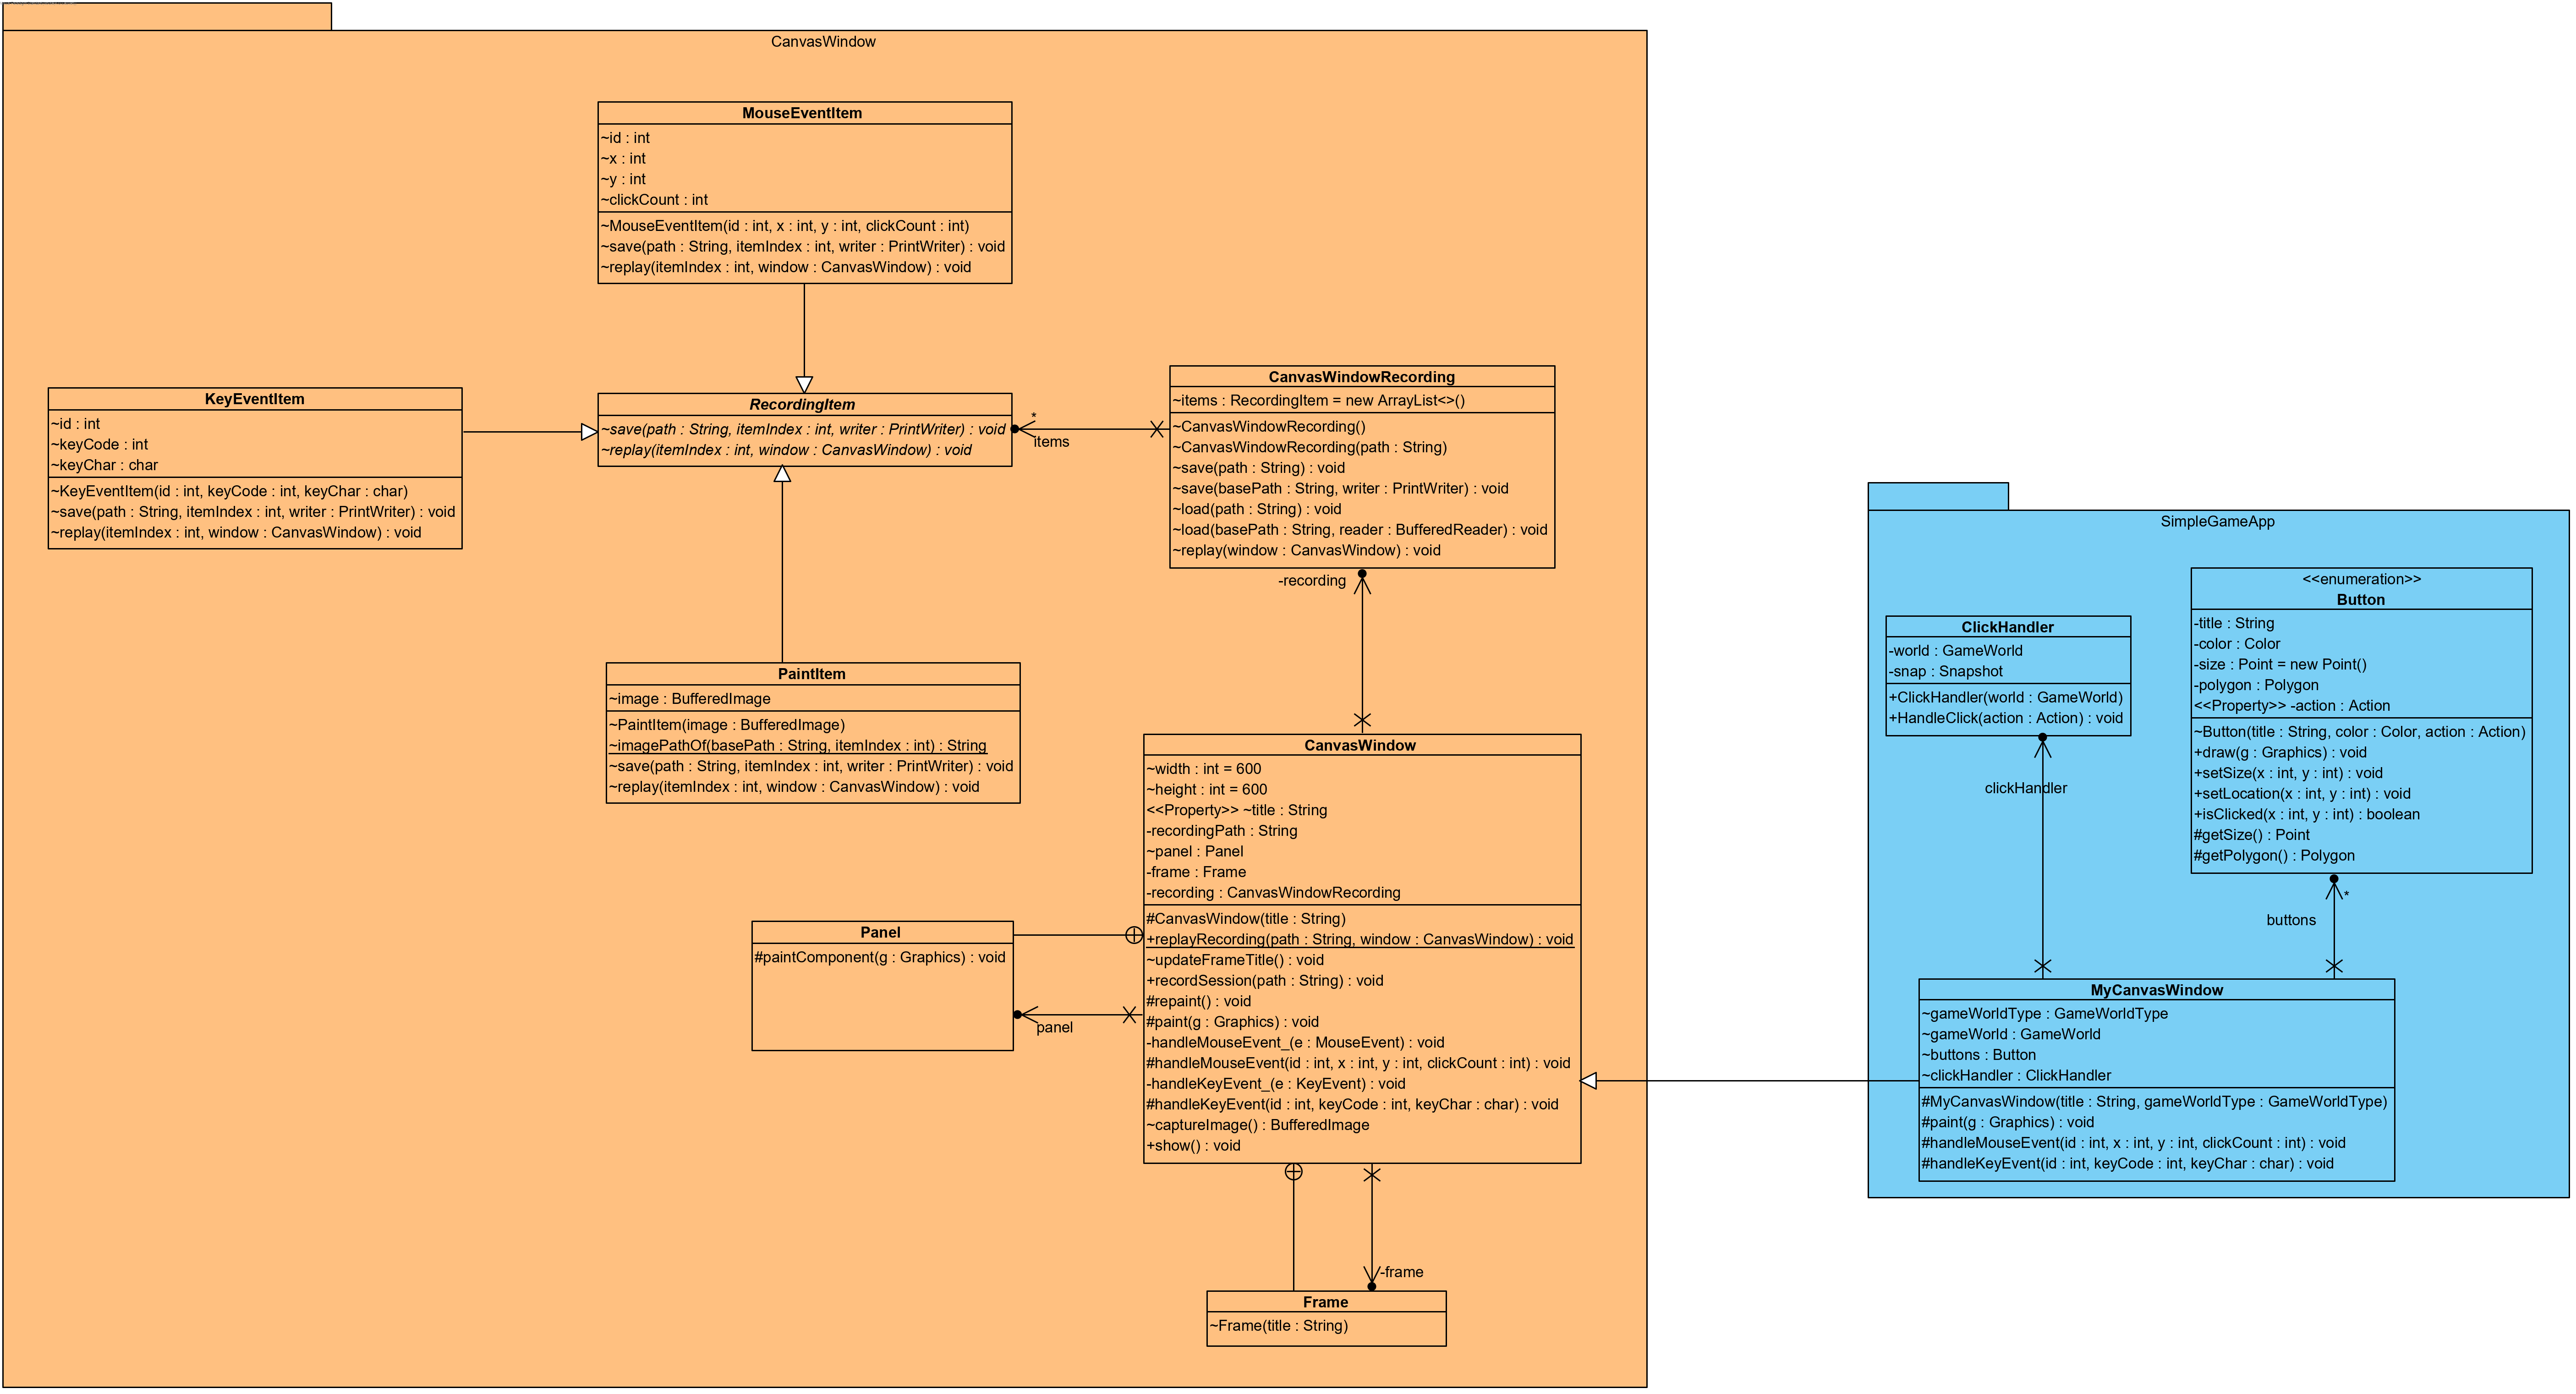 CanvasWindow
MouseEventItem
~id : int
~x : int
~y : int
~clickCount : int
~MouseEventItem(id : int, x : int, y : int, clickCount : int)
~save(path : String, itemIndex : int, writer : PrintWriter) : void
~replay(itemIndex : int, window : CanvasWindow) : void
KeyEventItem
~id : int
~keyCode : int
~keyChar : char
~KeyEventItem(id : int, keyCode : int, keyChar : char)
~save(path : String, itemIndex : int, writer : PrintWriter) : void
~replay(itemIndex : int, window : CanvasWindow) : void
RecordingItem
~save(path : String, itemIndex : int, writer : PrintWriter) : void
~replay(itemIndex : int, window : CanvasWindow) : void
*
items
CanvasWindowRecording
~items : RecordingItem = new ArrayList<>()
~CanvasWindowRecording()
~CanvasWindowRecording(path : String)
~save(path : String) : void
~save(basePath : String, writer : PrintWriter) : void
~load(path : String) : void
~load(basePath : String, reader : BufferedReader) : void
~replay(window : CanvasWindow) : void
-recording
PaintItem
~image : BufferedImage
~PaintItem(image : BufferedImage)
~imagePathOf(basePath : String, itemIndex : int) : String
~save(path : String, itemIndex : int, writer : PrintWriter) : void
~replay(itemIndex : int, window : CanvasWindow) : void
CanvasWindow
~width : int = 600
~height : int = 600
<<Property>> ~title : String
-recordingPath : String
~panel : Panel
-frame : Frame
-recording : CanvasWindowRecording
#CanvasWindow(title : String)
+replayRecording(path : String, window : CanvasWindow) : void
~updateFrameTitle() : void
+recordSession(path : String) : void
#repaint() : void
#paint(g : Graphics) : void
-handleMouseEvent_(e : MouseEvent) : void
#handleMouseEvent(id : int, x : int, y : int, clickCount : int) : void
-handleKeyEvent_(e : KeyEvent) : void
#handleKeyEvent(id : int, keyCode : int, keyChar : char) : void
~captureImage() : BufferedImage
+show() : void
Panel
#paintComponent(g : Graphics) : void
panel
-frame
Frame
~Frame(title : String)
SimpleGameApp
ClickHandler
-world : GameWorld
-snap : Snapshot
+ClickHandler(world : GameWorld)
+HandleClick(action : Action) : void
clickHandler
<<enumeration>>
Button
-title : String
-color : Color
-size : Point = new Point()
-polygon : Polygon
<<Property>> -action : Action
~Button(title : String, color : Color, action : Action)
+draw(g : Graphics) : void
+setSize(x : int, y : int) : void
+setLocation(x : int, y : int) : void
+isClicked(x : int, y : int) : boolean
#getSize() : Point
#getPolygon() : Polygon
*
buttons
MyCanvasWindow
~gameWorldType : GameWorldType
~gameWorld : GameWorld
~buttons : Button
~clickHandler : ClickHandler
#MyCanvasWindow(title : String, gameWorldType : GameWorldType)
#paint(g : Graphics) : void
#handleMouseEvent(id : int, x : int, y : int, clickCount : int) : void
#handleKeyEvent(id : int, keyCode : int, keyChar : char) : void